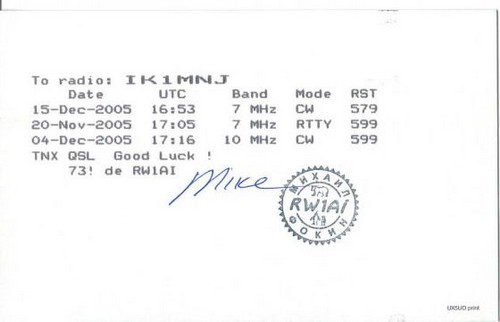 To radio: IK1MNJ
Date UTC Band Mode RST
15-Dec-2005 16:53 7 MHz CW 579
20-Nov-2005 17:05 7 MHz RTTY 599
04-Dec-2005 17:16 10 MHz CW 599
TNX QSL Good Luck !
73! de RW1AI
Mike
МИХАИЛ
RW1AI
ФОКИН
UX5UO print